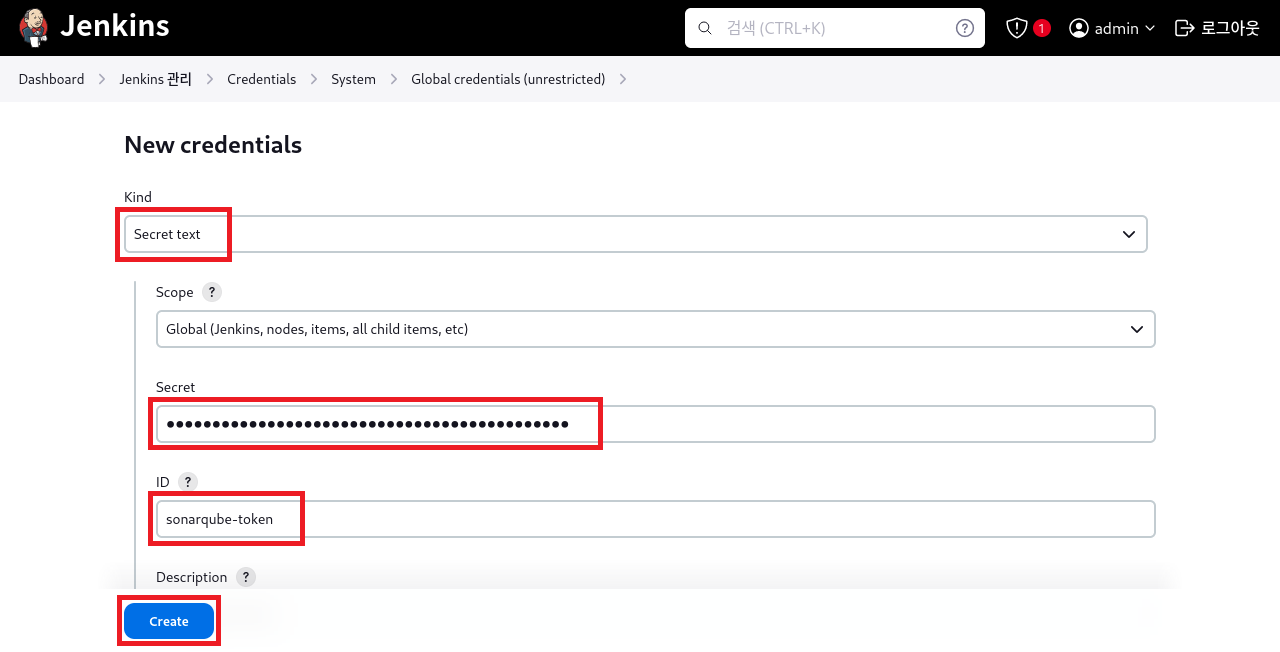 Jenkins
검색 (CTRL+K)
?
1
admin
로그아웃
Dashboard > Jenkins 관리 > Credentials > System > Global credentials (unrestricted) >
New credentials
Kind
Secret text
Scope ?
Global (Jenkins, nodes, items, all child items, etc)
Secret
••••••••••••••••••••••••••••••••••••••••••••
ID ?
sonarqube-token
Description ?
Create